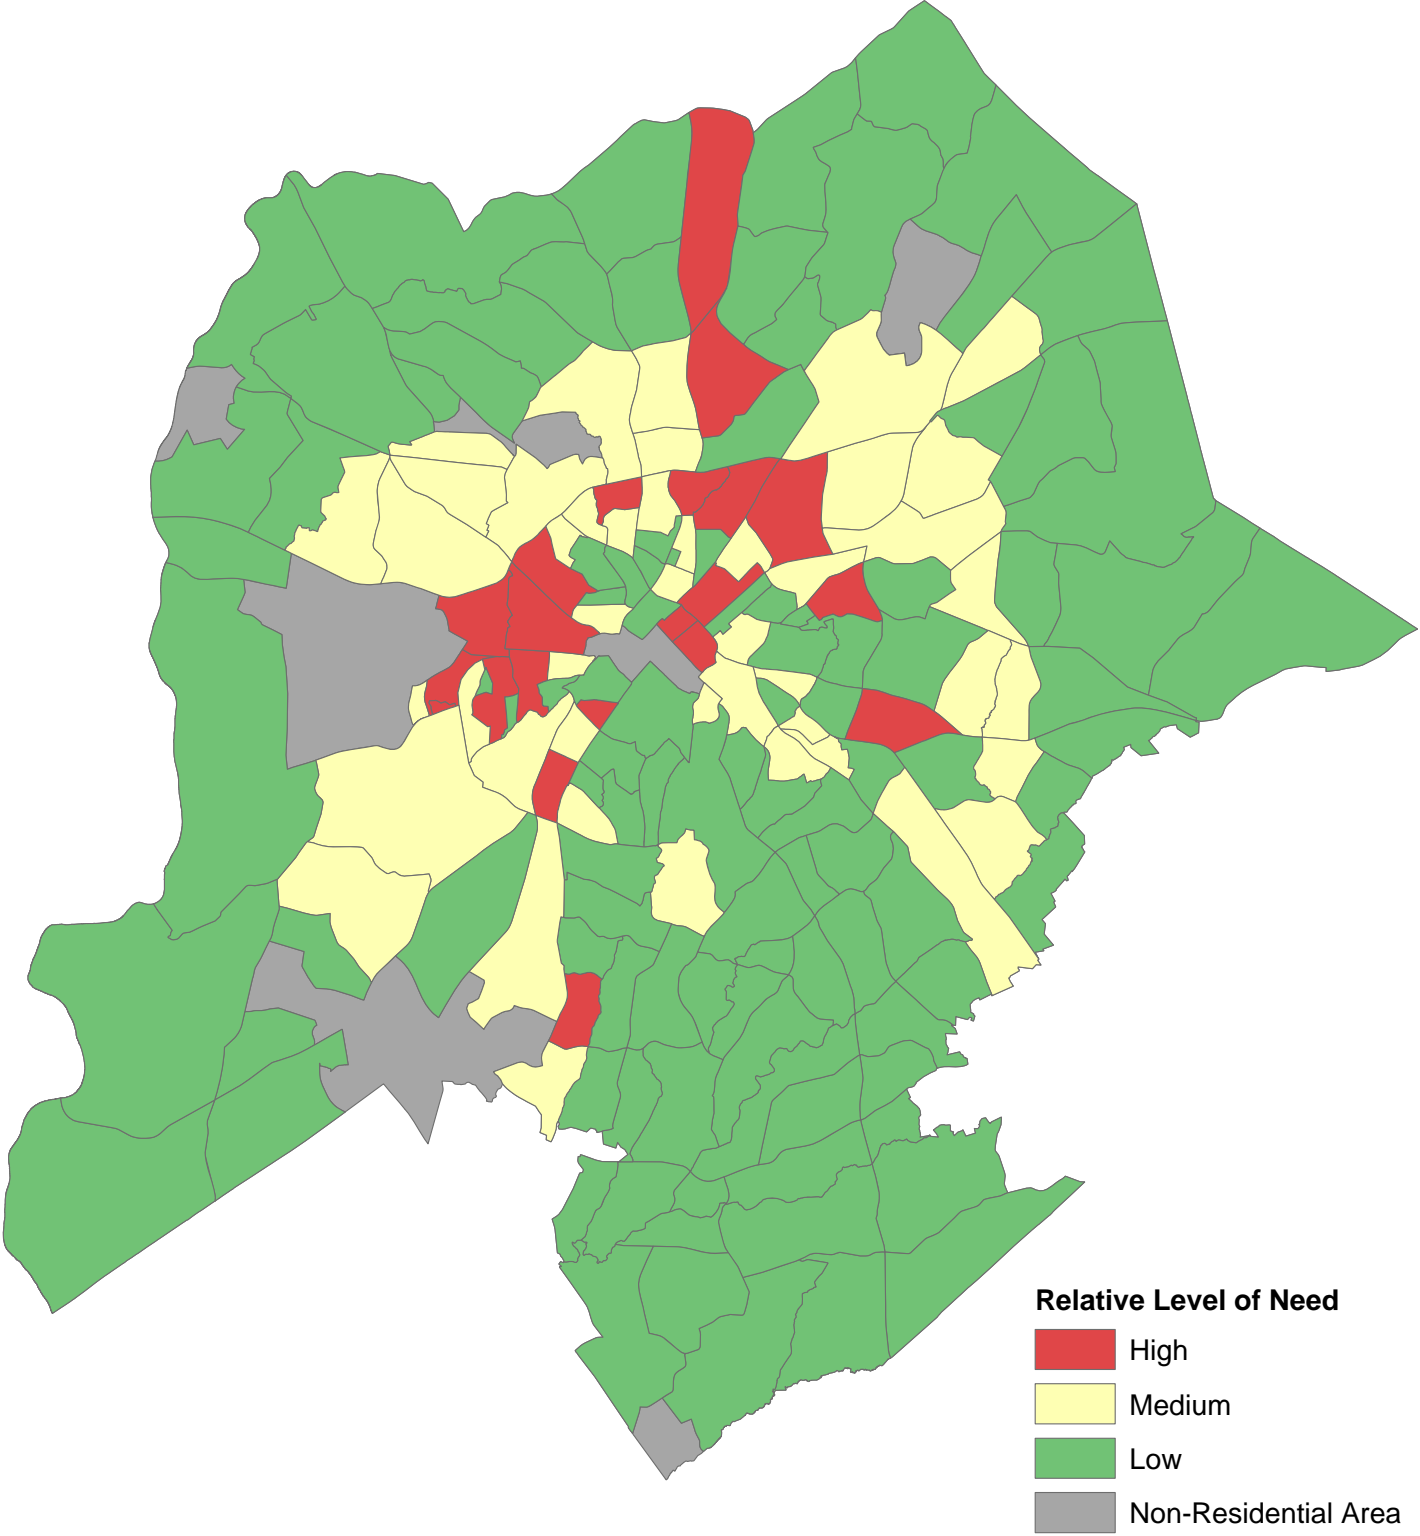 Relative Level of Need
High
Medium
Low
Non-Residential Area